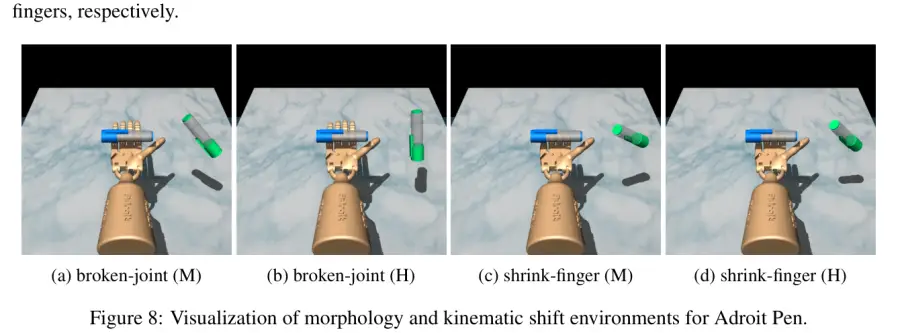 fingers, respectively.
(a) broken-joint (M)
(b) broken-joint (H)
(c) shrink-finger (M)
(d) shrink-finger (H)
Figure 8: Visualization of morphology and kinematic shift environments for Adroit Pen.